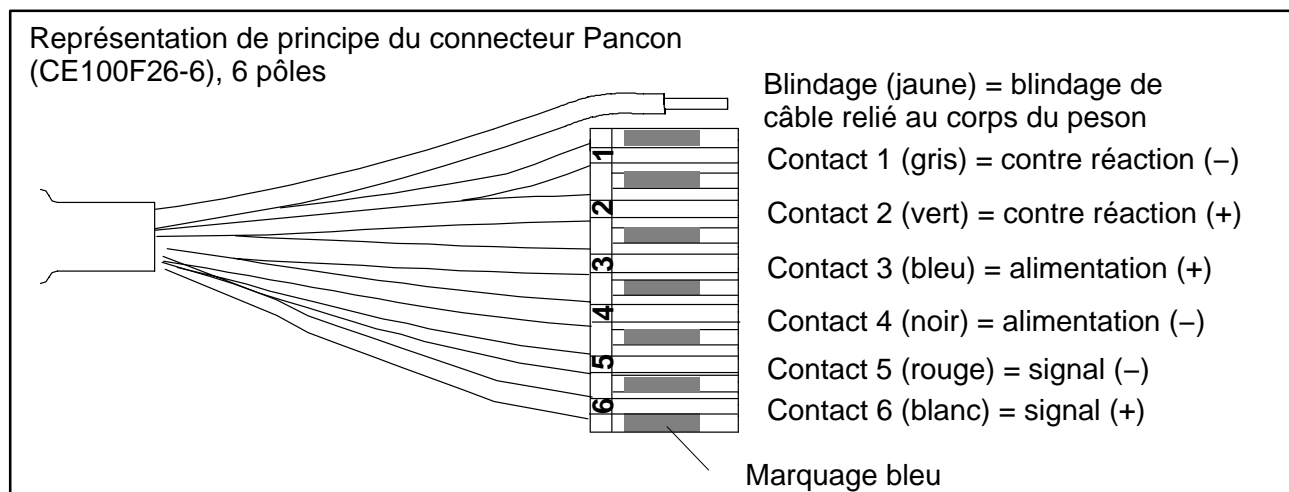 Représentation de principe du connecteur Pancon
(CE100F26-6), 6 pôles
Blindage (jaune) = blindage de
câble relié au corps du peson
1
Contact 1 (gris) = contre réaction (−)
2
Contact 2 (vert) = contre réaction (+)
3
Contact 3 (bleu) = alimentation (+)
4
Contact 4 (noir) = alimentation (−)
5
Contact 5 (rouge) = signal (−)
6
Contact 6 (blanc) = signal (+)
Marquage bleu